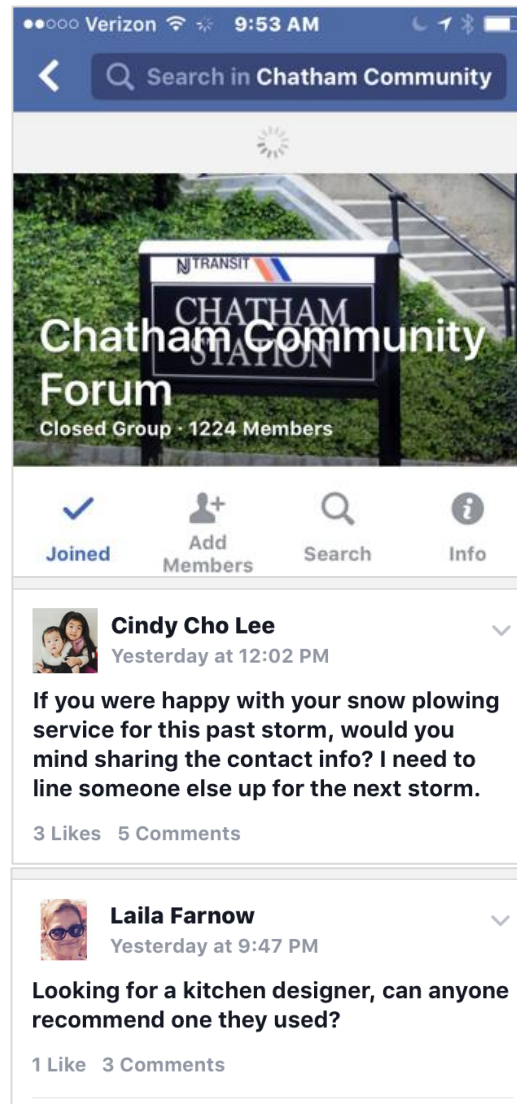 Verizon 9:53 AM
Search in Chatham Community
NJ TRANSIT
CHATHAM
STATION
Chatham Community
Forum
Closed Group · 1224 Members
Joined
Add
Members
Search
Info
Cindy Cho Lee
Yesterday at 12:02 PM
If you were happy with your snow plowing
service for this past storm, would you
mind sharing the contact info? I need to
line someone else up for the next storm.
3 Likes 5 Comments
Laila Farnow
Yesterday at 9:47 PM
Looking for a kitchen designer, can anyone
recommend one they used?
1 Like 3 Comments